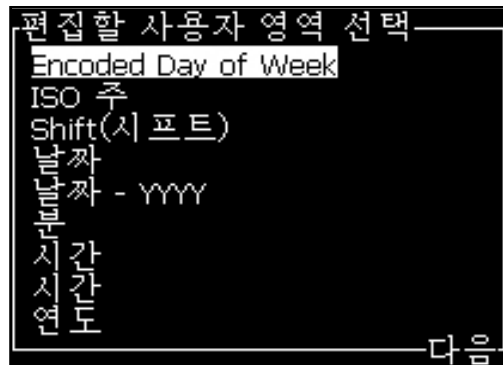 편집할 사용자 영역 선택
Encoded Day of Week
ISO 주
Shift(시프트)
날짜
날짜 - YYYY
분
시간
시간
연도
다음